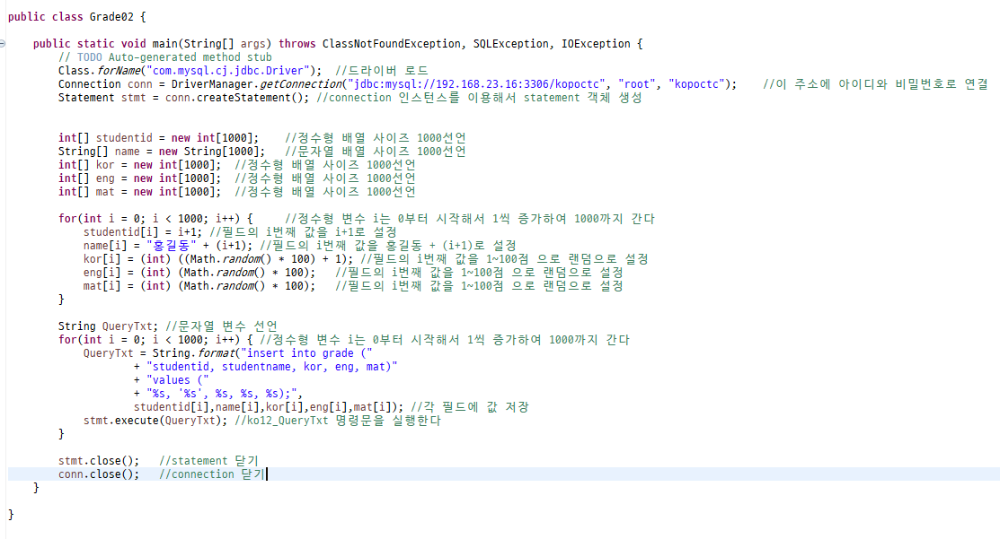 public class Grade02 {
public static void main(String[] args) throws ClassNotFoundException, SQLException, IOException {
// TODO Auto-generated method stub
Class.forName("com.mysql.cj.jdbc.Driver");  //드라이버 로드
Connection conn = DriverManager.getConnection("jdbc:mysql://192.168.23.16:3306/kopoctc", "root", "kopoctc");    //이 주소에 아이디와 비밀번호로 연결
Statement stmt = conn.createStatement(); //connection 인스턴스를 이용해서 statement 객체 생성
int[] studentid = new int[1000];    //정수형 배열 사이즈 1000선언
String[] name = new String[1000];   //문자열 배열 사이즈 1000선언
int[] kor = new int[1000];  //정수형 배열 사이즈 1000선언
int[] eng = new int[1000];  //정수형 배열 사이즈 1000선언
int[] mat = new int[1000];  //정수형 배열 사이즈 1000선언
for(int i = 0; i < 1000; i++) {     //정수형 변수 i는 0부터 시작해서 1씩 증가하여 1000까지 간다
studentid[i] = i+1; //필드의 i번째 값을 i+1로 설정
name[i] = "홍길동" + (i+1); //필드의 i번째 값을 홍길동 + (i+1)로 설정
kor[i] = (int) ((Math.random() * 100) + 1); //필드의 i번째 값을 1~100점 으로 랜덤으로 설정
eng[i] = (int) (Math.random() * 100);   //필드의 i번째 값을 1~100점 으로 랜덤으로 설정
mat[i] = (int) (Math.random() * 100);   //필드의 i번째 값을 1~100점 으로 랜덤으로 설정
}
String QueryTxt; //문자열 변수 선언
for(int i = 0; i < 1000; i++) { //정수형 변수 i는 0부터 시작해서 1씩 증가하여 1000까지 간다
QueryTxt = String.format("insert into grade ("
+ "studentid, studentname, kor, eng, mat)"
+ "values ("
+ "%s, '%s', %s, %s, %s);",
studentid[i],name[i],kor[i],eng[i],mat[i]); //각 필드에 값 저장
stmt.execute(QueryTxt); //ko12_QueryTxt 명령문을 실행한다
}
stmt.close();   //statement 닫기
conn.close();   //connection 닫기
}
}